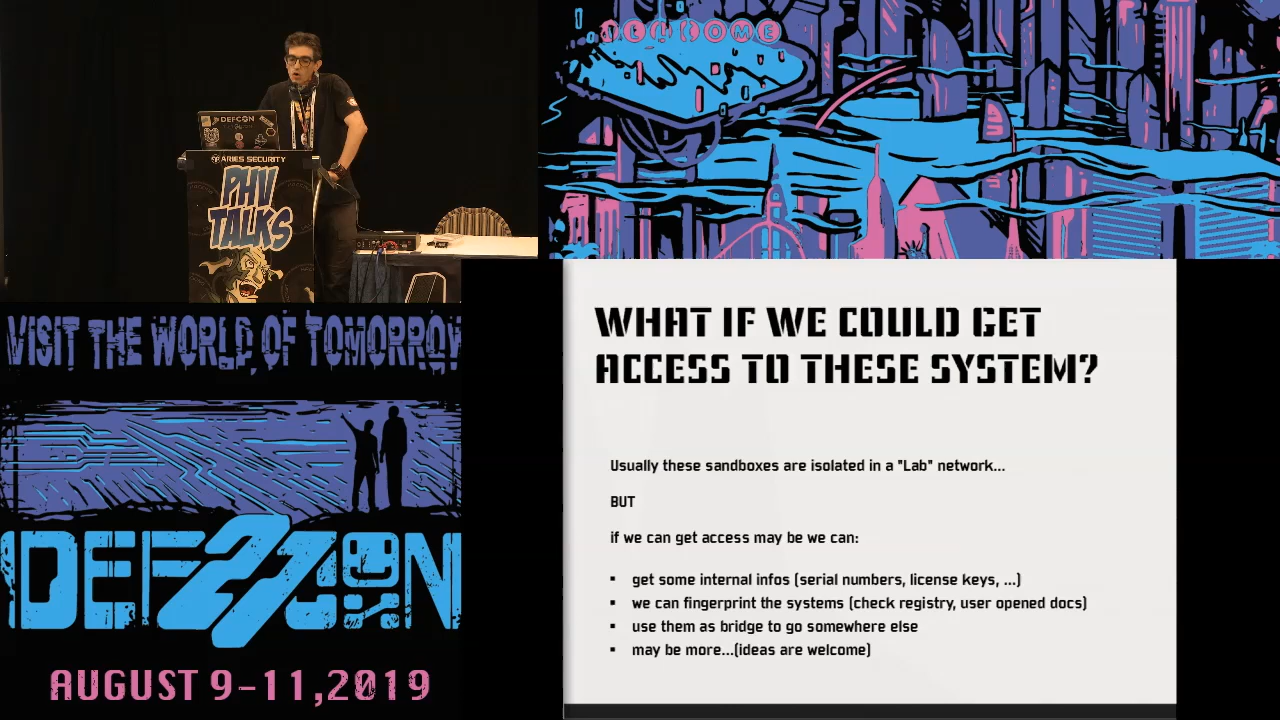 WELCOME
DEFCON
ARIES SECURITY
PHV
TALKS
VISIT THE WORLD OF TOMORROW
DEF CON
27
AUGUST 9-11,2019
WHAT IF WE COULD GET
ACCESS TO THESE SYSTEM?
Usually these sandboxes are isolated in a "Lab" network...
BUT
if we can get access may be we can:
▪ get some internal infos (serial numbers, license keys, ...)
▪ we can fingerprint the systems (check registry, user opened docs)
▪ use them as bridge to go somewhere else
▪ may be more...(ideas are welcome)